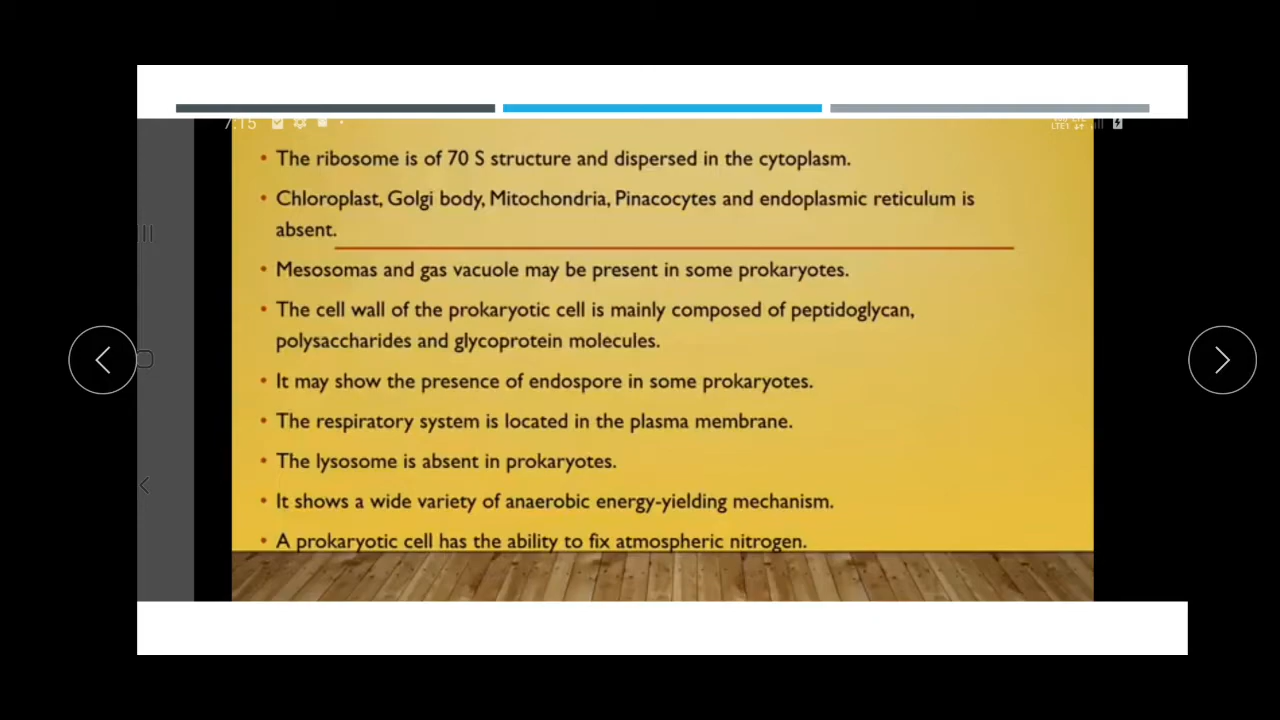 7:15
LTE1
• The ribosome is of 70 S structure and dispersed in the cytoplasm.
• Chloroplast, Golgi body, Mitochondria, Pinacocytes and endoplasmic reticulum is
absent.
• Mesosomas and gas vacuole may be present in some prokaryotes.
• The cell wall of the prokaryotic cell is mainly composed of peptidoglycan,
polysaccharides and glycoprotein molecules.
• It may show the presence of endospore in some prokaryotes.
• The respiratory system is located in the plasma membrane.
• The lysosome is absent in prokaryotes.
• It shows a wide variety of anaerobic energy-yielding mechanism.
• A prokaryotic cell has the ability to fix atmospheric nitrogen.